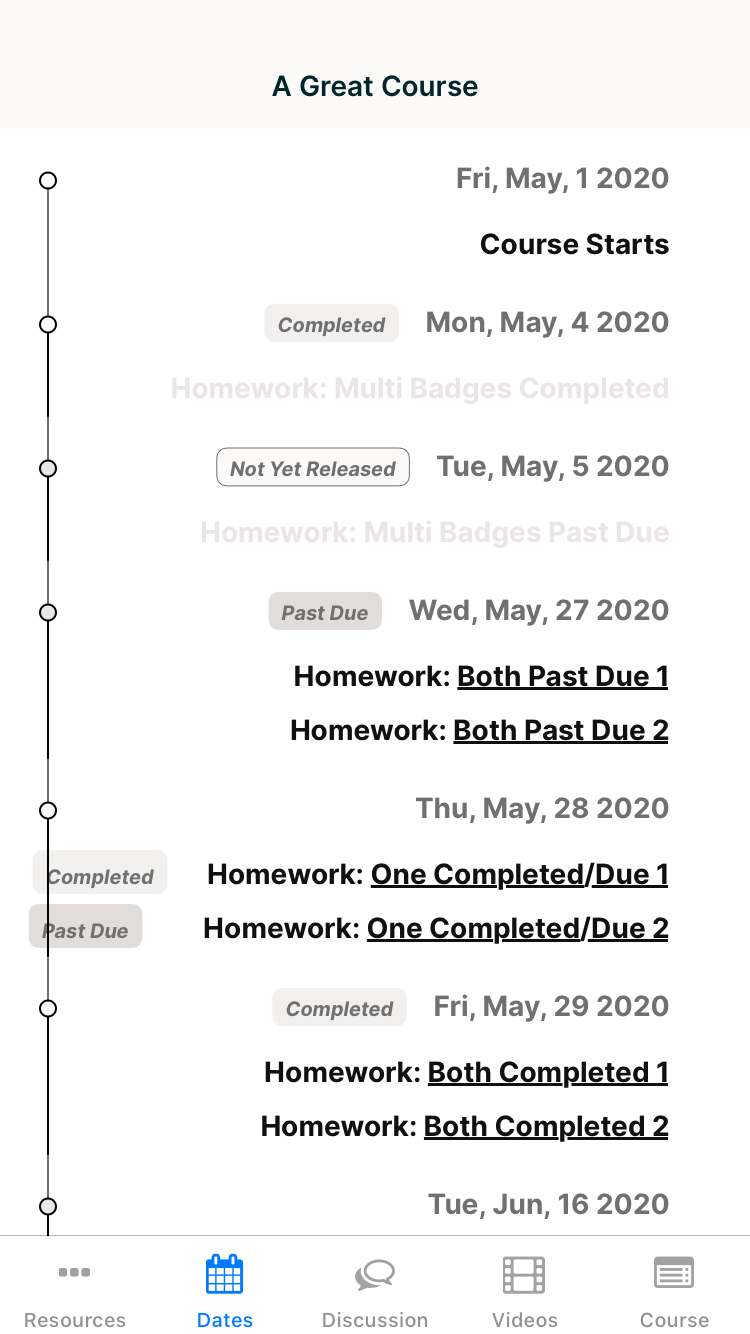 A Great Course
Fri, May, 1 2020
Course Starts
Completed Mon, May, 4 2020
Homework: Multi Badges Completed
Not Yet Released Tue, May, 5 2020
Homework: Multi Badges Past Due
Past Due Wed, May, 27 2020
Homework: Both Past Due 1
Homework: Both Past Due 2
Thu, May, 28 2020
Completed Homework: One Completed/Due 1
Past Due Homework: One Completed/Due 2
Completed Fri, May, 29 2020
Homework: Both Completed 1
Homework: Both Completed 2
Tue, Jun, 16 2020
Resources Dates Discussion Videos Course